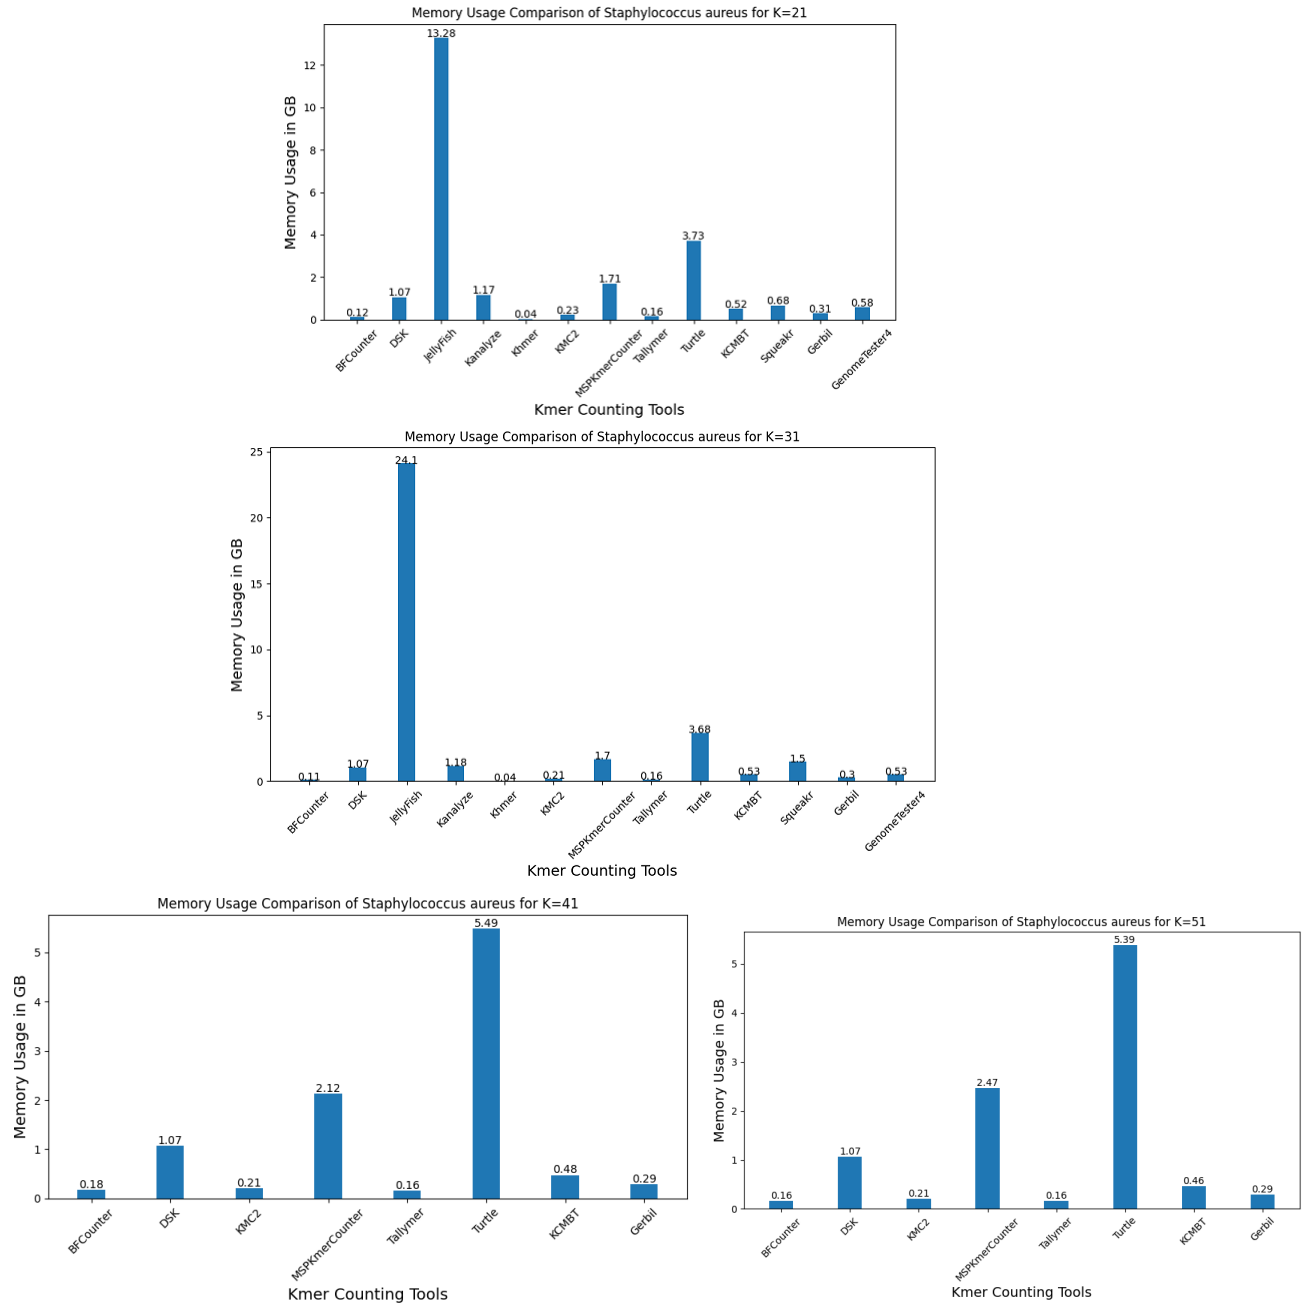 Memory Usage Comparison of Staphylococcus aureus for K=21
Memory Usage in GB
12
10
8
6
4
2
0
0.12
1.07
13.28
1.17
0.04
0.23
1.71
0.16
3.73
0.52
0.68
0.31
0.58
BFCounter
DSK
JellyFish
Kanalyze
Khmer
KMC2
MSPKmerCounter
Tallymer
Turtle
KCMBT
Squeakr
Gerbil
GenomeTester4
Kmer Counting Tools
Memory Usage Comparison of Staphylococcus aureus for K=31
Memory Usage in GB
25
20
15
10
5
0
0.11
1.07
24.1
1.18
0.04
0.21
1.7
0.16
3.68
0.53
1.5
0.3
0.53
BFCounter
DSK
JellyFish
Kanalyze
Khmer
KMC2
MSPKmerCounter
Tallymer
Turtle
KCMBT
Squeakr
Gerbil
GenomeTester4
Kmer Counting Tools
Memory Usage Comparison of Staphylococcus aureus for K=41
Memory Usage in GB
5
4
3
2
1
0
0.18
1.07
0.21
2.12
0.16
5.49
0.48
0.29
BFCounter
DSK
KMC2
MSPKmerCounter
Tallymer
Turtle
KCMBT
Gerbil
Kmer Counting Tools
Memory Usage Comparison of Staphylococcus aureus for K=51
Memory Usage in GB
5
4
3
2
1
0
0.16
1.07
0.21
2.47
0.16
5.39
0.46
0.29
BFCounter
DSK
KMC2
MSPKmerCounter
Tallymer
Turtle
KCMBT
Gerbil
Kmer Counting Tools